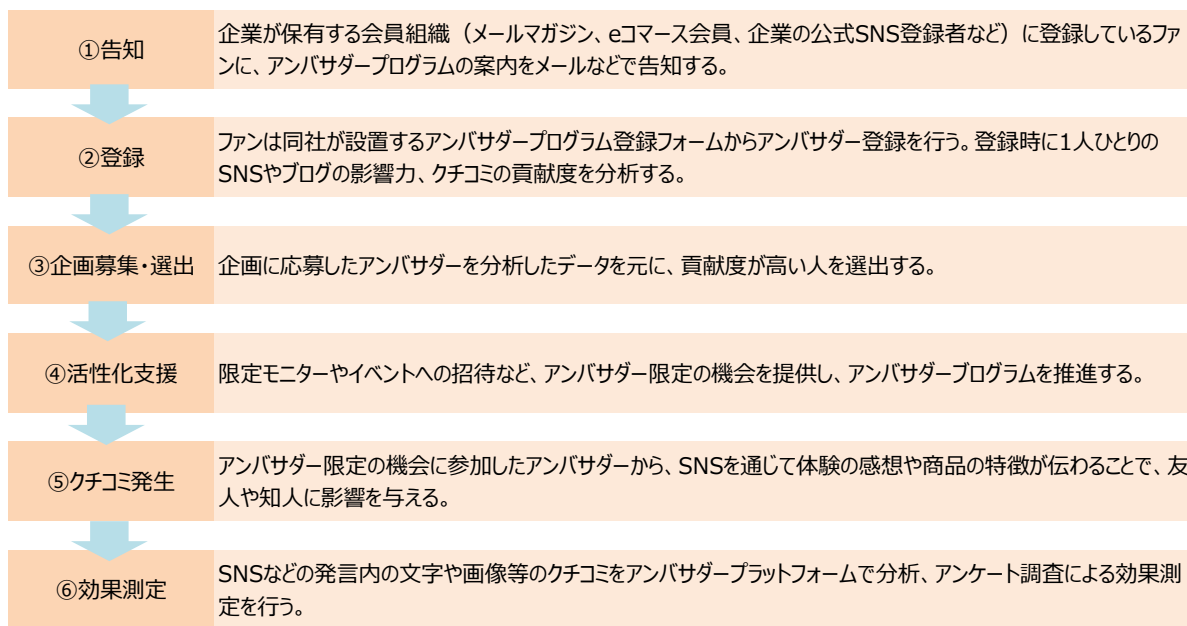 ①告知
企業が保有する会員組織（メールマガジン、eコマース会員、企業の公式SNS登録者など）に登録しているファ
ンに、アンバサダープログラムの案内をメールなどで告知する。
②登録
ファンは同社が設置するアンバサダープログラム登録フォームからアンバサダー登録を行う。登録時に1人ひとりの
SNSやブログの影響力、クチコミの貢献度を分析する。
③企画募集・選出
企画に応募したアンバサダーを分析したデータを元に、貢献度が高い人を選出する。
④活性化支援
限定モニターやイベントへの招待など、アンバサダー限定の機会を提供し、アンバサダーブログラムを推進する。
⑤クチコミ発生
アンバサダー限定の機会に参加したアンバサダーから、SNSを通じて体験の感想や商品の特徴が伝わることで、友
人や知人に影響を与える。
⑥効果測定
SNSなどの発言内の文字や画像等のクチコミをアンバサダープラットフォームで分析、アンケート調査による効果測
定を行う。